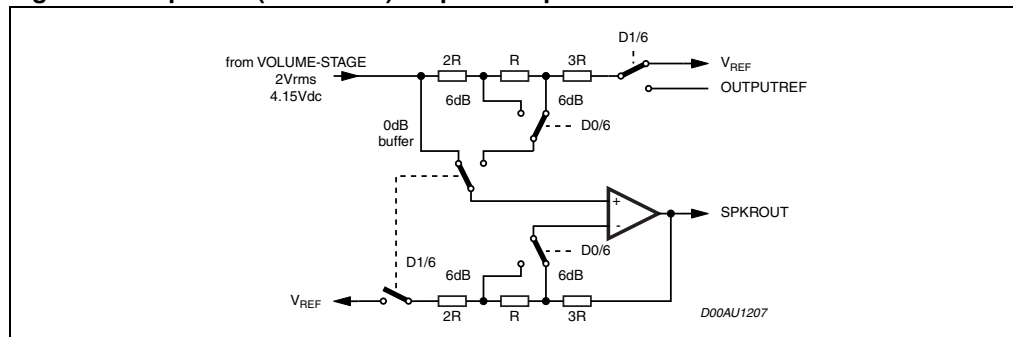 D1/6
from VOLUME-STAGE
2Vrms
4.15Vdc
2R
R
3R
VREF
OUTPUTREF
6dB
6dB
D0/6
0dB
buffer
+
-
SPKROUT
D0/6
D1/6
6dB
6dB
VREF
2R
R
3R
D00AU1207